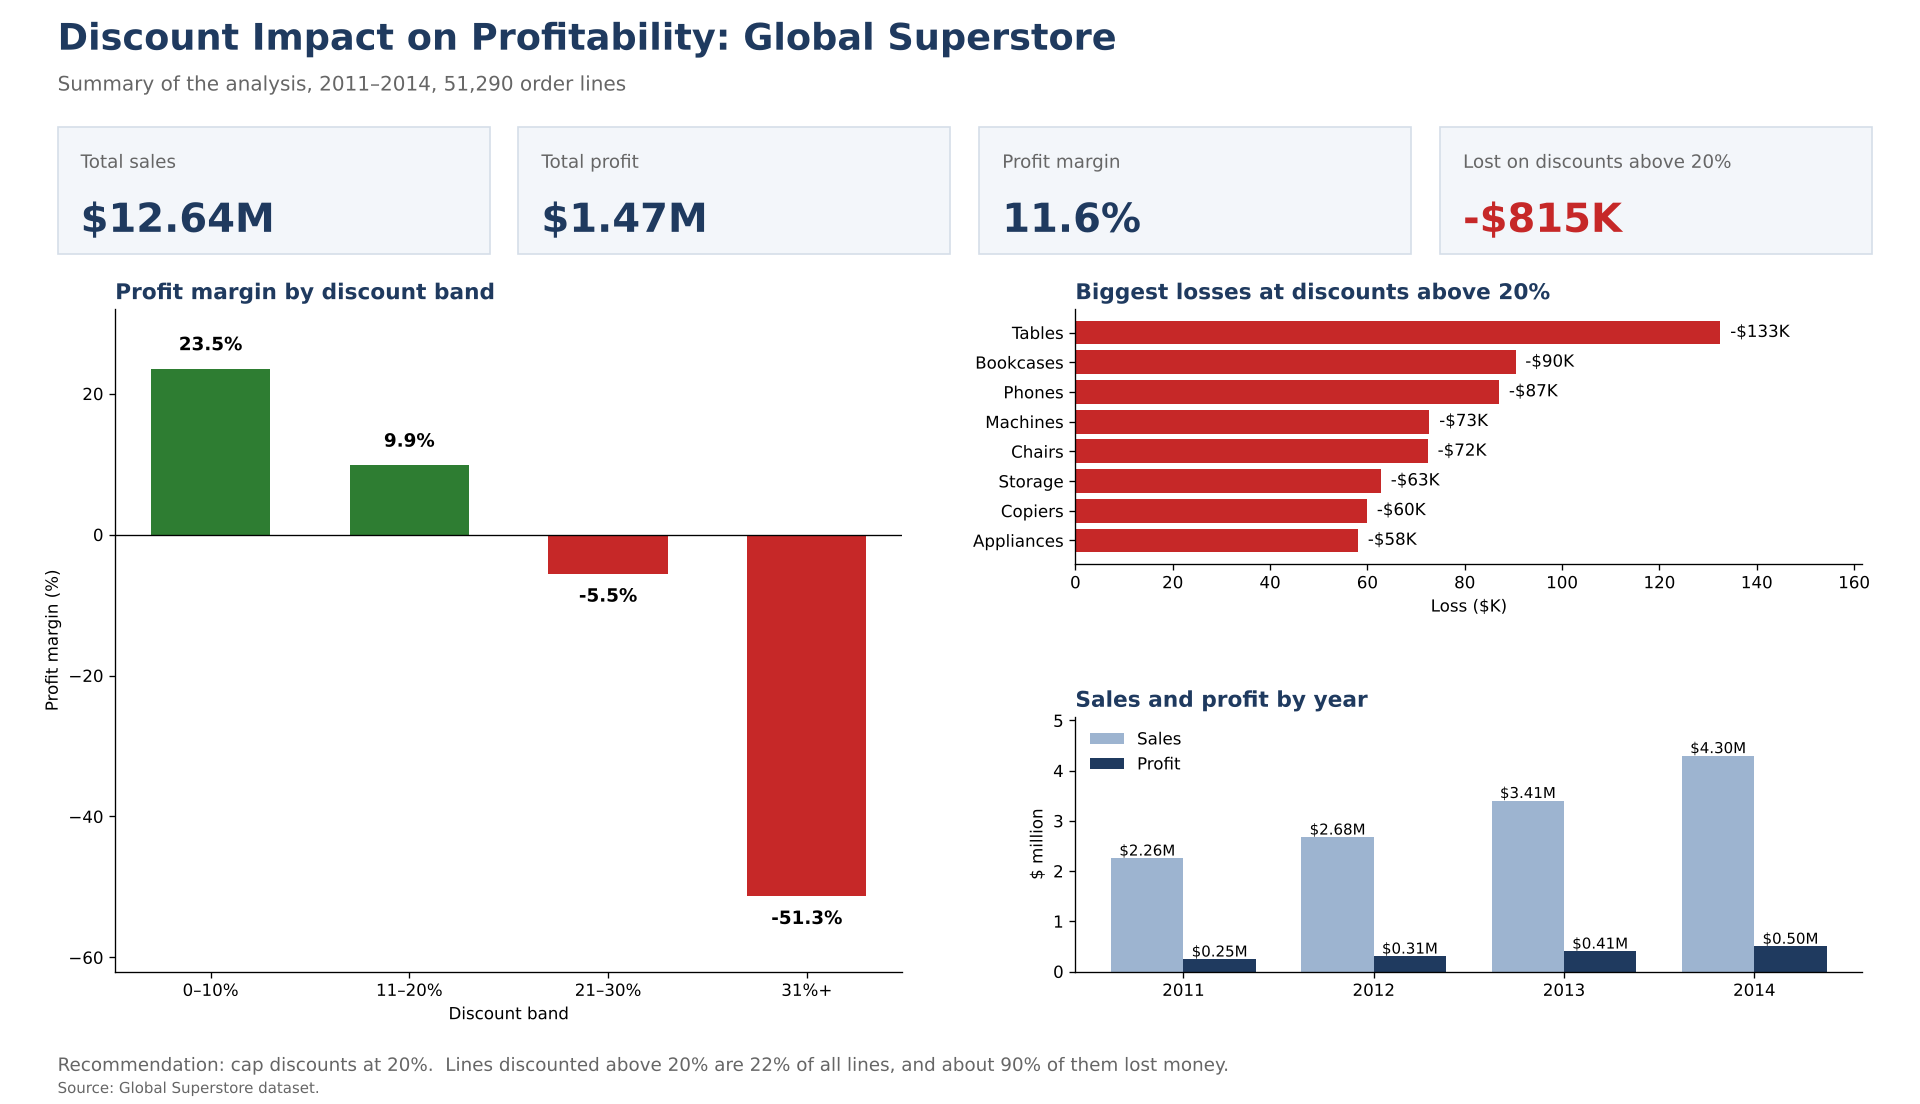 Discount Impact on Profitability: Global Superstore
Summary of the analysis, 2011–2014, 51,290 order lines
Total sales
$12.64M
Total profit
$1.47M
Profit margin
11.6%
Lost on discounts above 20%
-$815K
Profit margin by discount band
Profit margin (%)
20
0
−20
−40
−60
23.5%
9.9%
-5.5%
-51.3%
0–10%
11–20%
21–30%
31%+
Discount band
Biggest losses at discounts above 20%
Tables
-$133K
Bookcases
-$90K
Phones
-$87K
Machines
-$73K
Chairs
-$72K
Storage
-$63K
Copiers
-$60K
Appliances
-$58K
0
20
40
60
80
100
120
140
160
Loss ($K)
Sales and profit by year
Sales
Profit
$ million
5
4
3
2
1
0
$2.26M
$0.25M
$2.68M
$0.31M
$3.41M
$0.41M
$4.30M
$0.50M
2011
2012
2013
2014
Recommendation: cap discounts at 20%.  Lines discounted above 20% are 22% of all lines, and about 90% of them lost money.
Source: Global Superstore dataset.